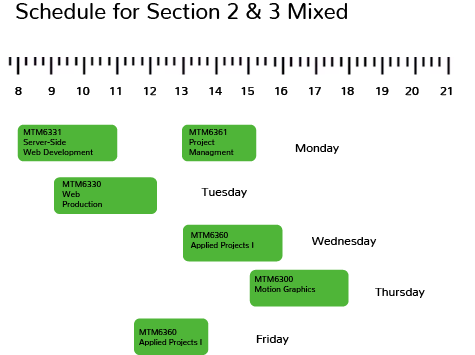 Schedule for Section 2 & 3 Mixed
8 9 10 11 12 13 14 15 16 17 18 19 20 21
MTM6331
Server-Side
Web Development
MTM6361
Project
Managment
Monday
MTM6330
Web
Production
Tuesday
MTM6360
Applied Projects I
Wednesday
MTM6300
Motion Graphics
Thursday
MTM6360
Applied Projects I
Friday